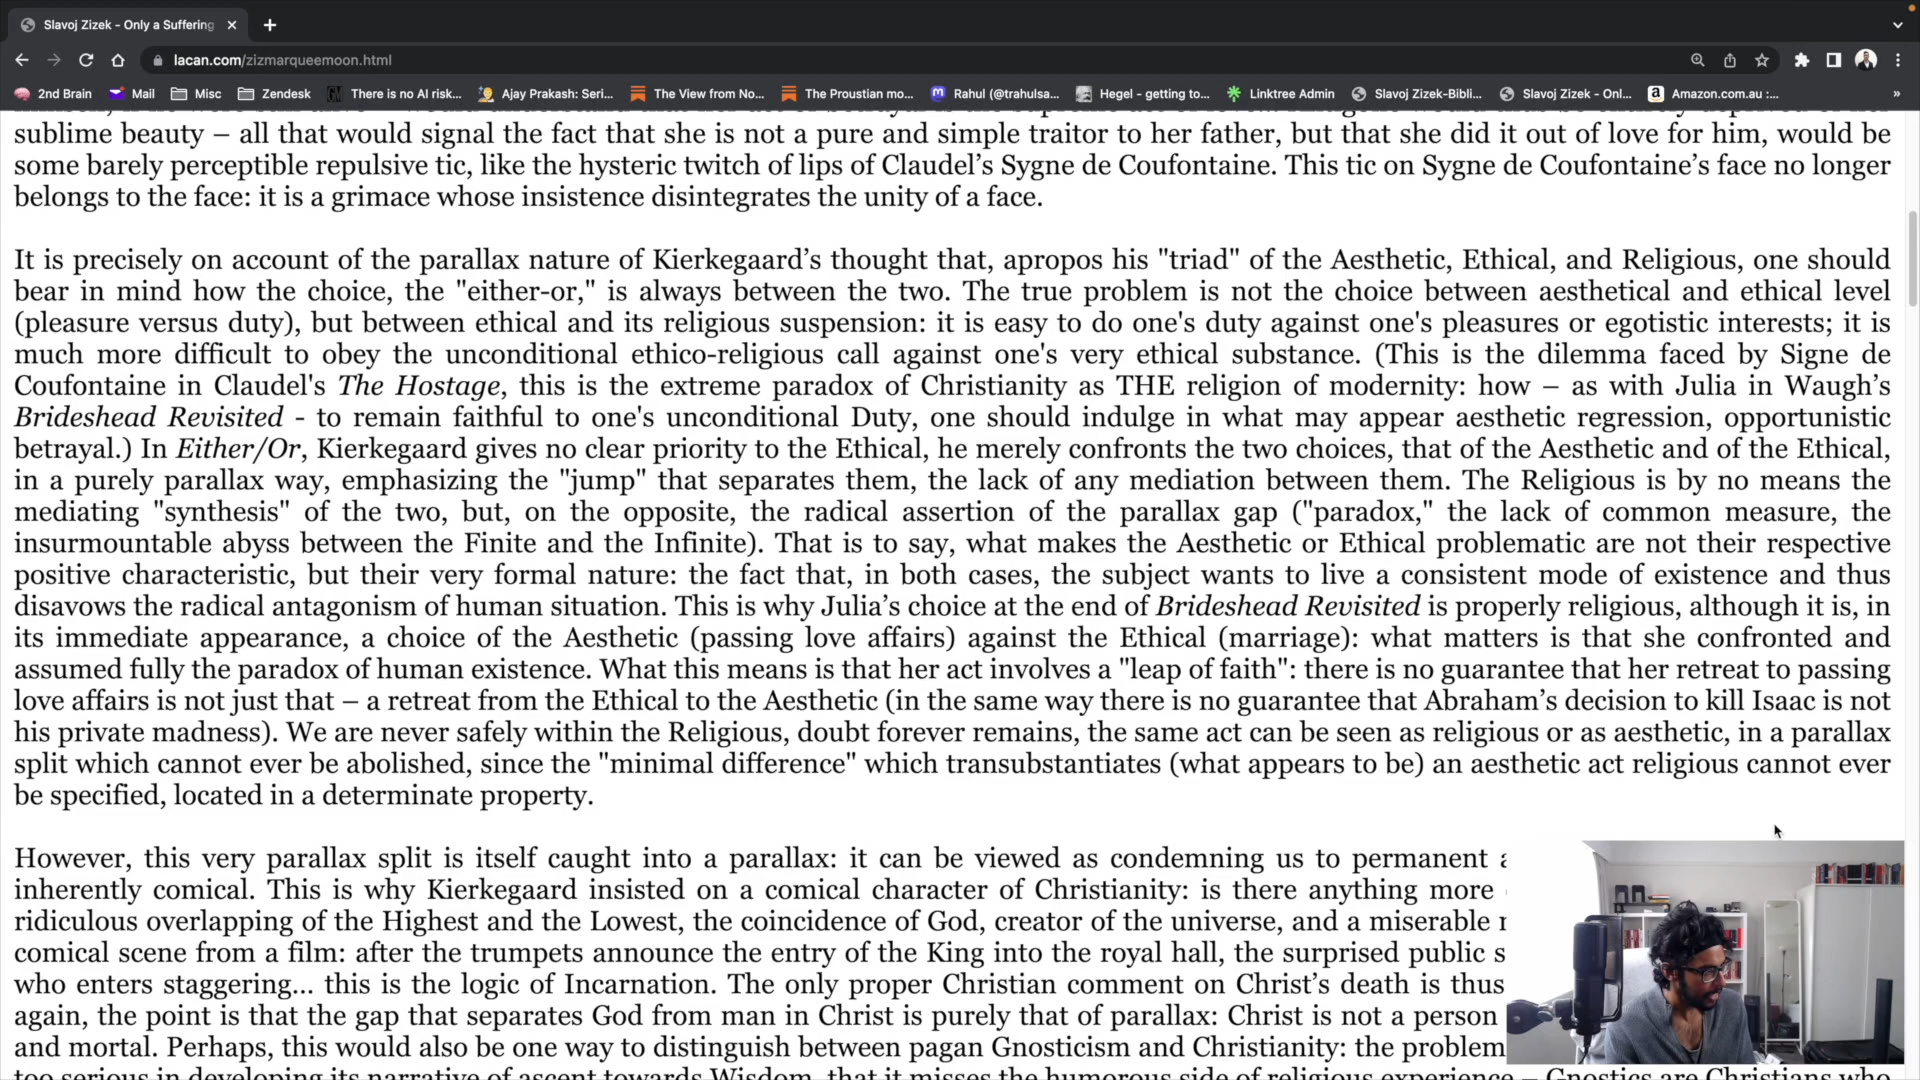 Slavoj Zizek - Only a Suffering
lacan.com/zizmarqueemoon.html
2nd Brain Mail Misc Zendesk There is no AI risk... Ajay Prakash: Seri... The View from No... The Proustian mo... Rahul (@trahulsa... Hegel - getting to... Linktree Admin Slavoj Zizek-Bibli... Slavoj Zizek - Onl... Amazon.com.au :... »
sublime beauty – all that would signal the fact that she is not a pure and simple traitor to her father, but that she did it out of love for him, would be
some barely perceptible repulsive tic, like the hysteric twitch of lips of Claudel’s Sygne de Coufontaine. This tic on Sygne de Coufontaine’s face no longer
belongs to the face: it is a grimace whose insistence disintegrates the unity of a face.
It is precisely on account of the parallax nature of Kierkegaard’s thought that, apropos his "triad" of the Aesthetic, Ethical, and Religious, one should
bear in mind how the choice, the "either-or," is always between the two. The true problem is not the choice between aesthetical and ethical level
(pleasure versus duty), but between ethical and its religious suspension: it is easy to do one's duty against one's pleasures or egotistic interests; it is
much more difficult to obey the unconditional ethico-religious call against one's very ethical substance. (This is the dilemma faced by Signe de
Coufontaine in Claudel's The Hostage, this is the extreme paradox of Christianity as THE religion of modernity: how – as with Julia in Waugh’s
Brideshead Revisited - to remain faithful to one's unconditional Duty, one should indulge in what may appear aesthetic regression, opportunistic
betrayal.) In Either/Or, Kierkegaard gives no clear priority to the Ethical, he merely confronts the two choices, that of the Aesthetic and of the Ethical,
in a purely parallax way, emphasizing the "jump" that separates them, the lack of any mediation between them. The Religious is by no means the
mediating "synthesis" of the two, but, on the opposite, the radical assertion of the parallax gap ("paradox," the lack of common measure, the
insurmountable abyss between the Finite and the Infinite). That is to say, what makes the Aesthetic or Ethical problematic are not their respective
positive characteristic, but their very formal nature: the fact that, in both cases, the subject wants to live a consistent mode of existence and thus
disavows the radical antagonism of human situation. This is why Julia’s choice at the end of Brideshead Revisited is properly religious, although it is, in
its immediate appearance, a choice of the Aesthetic (passing love affairs) against the Ethical (marriage): what matters is that she confronted and
assumed fully the paradox of human existence. What this means is that her act involves a "leap of faith": there is no guarantee that her retreat to passing
love affairs is not just that – a retreat from the Ethical to the Aesthetic (in the same way there is no guarantee that Abraham’s decision to kill Isaac is not
his private madness). We are never safely within the Religious, doubt forever remains, the same act can be seen as religious or as aesthetic, in a parallax
split which cannot ever be abolished, since the "minimal difference" which transubstantiates (what appears to be) an aesthetic act religious cannot ever
be specified, located in a determinate property.
However, this very parallax split is itself caught into a parallax: it can be viewed as condemning us to permanent
inherently comical. This is why Kierkegaard insisted on a comical character of Christianity: is there anything more
ridiculous overlapping of the Highest and the Lowest, the coincidence of God, creator of the universe, and a miserable
comical scene from a film: after the trumpets announce the entry of the King into the royal hall, the surprised public
who enters staggering... this is the logic of Incarnation. The only proper Christian comment on Christ’s death is thus
again, the point is that the gap that separates God from man in Christ is purely that of parallax: Christ is not a person
and mortal. Perhaps, this would also be one way to distinguish between pagan Gnosticism and Christianity: the problem
too serious in developing its narrative of ascent towards Wisdom, that it misses the humorous side of religious experience – Gnostics are Christians who